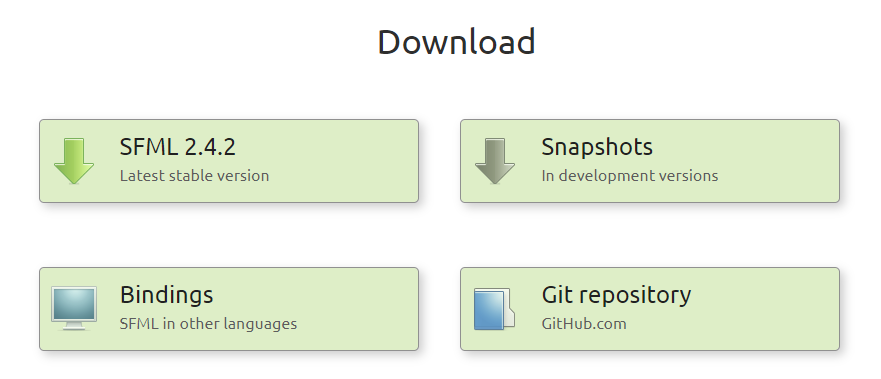 Download
SFML 2.4.2
Latest stable version
Snapshots
In development versions
Bindings
SFML in other languages
Git repository
GitHub.com